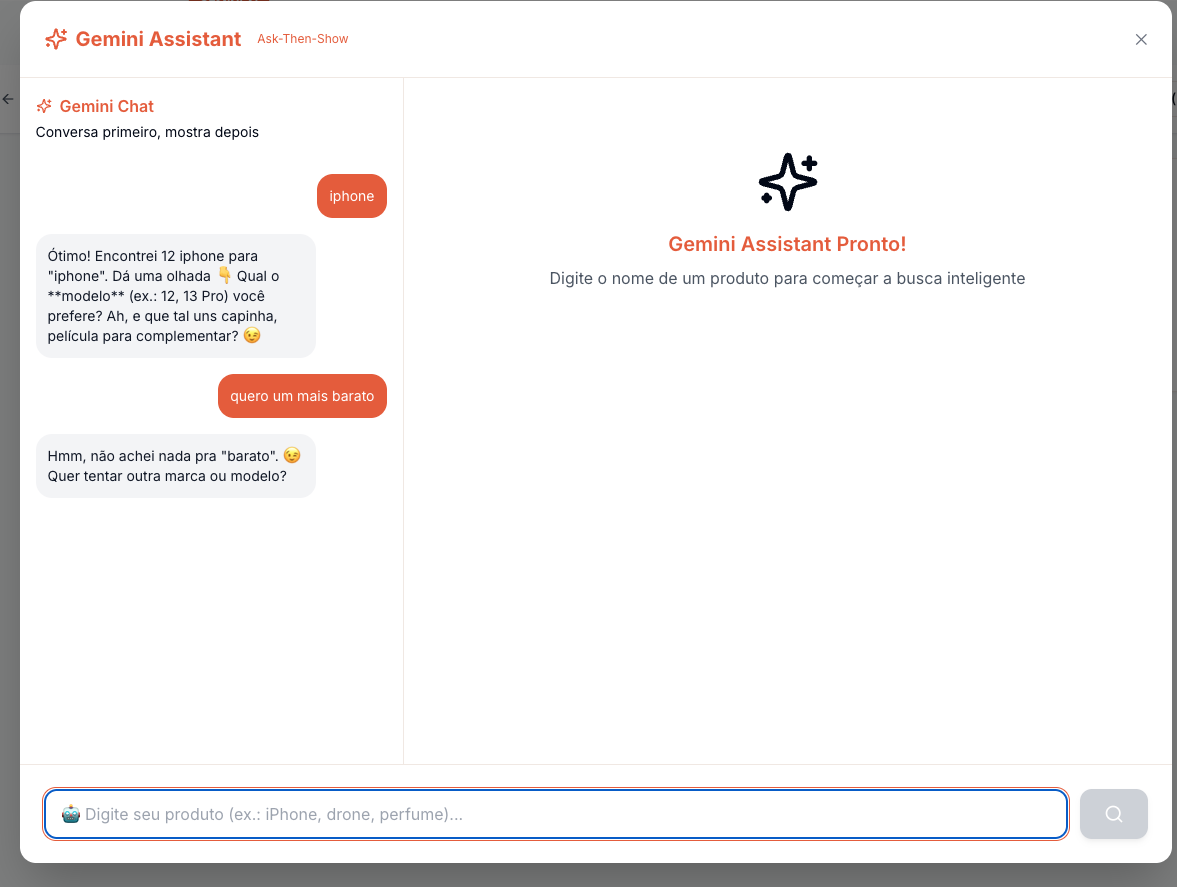 Gemini Assistant
Ask-Then-Show
Gemini Chat
Conversa primeiro, mostra depois
iphone
Ótimo! Encontrei 12 iphone para
"iphone". Dá uma olhada 👇 Qual o
**modelo** (ex.: 12, 13 Pro) você
prefere? Ah, e que tal uns capinha,
película para complementar? 😉
quero um mais barato
Hmm, não achei nada pra "barato". 😉
Quer tentar outra marca ou modelo?
Gemini Assistant Pronto!
Digite o nome de um produto para começar a busca inteligente
🤖 Digite seu produto (ex.: iPhone, drone, perfume)...